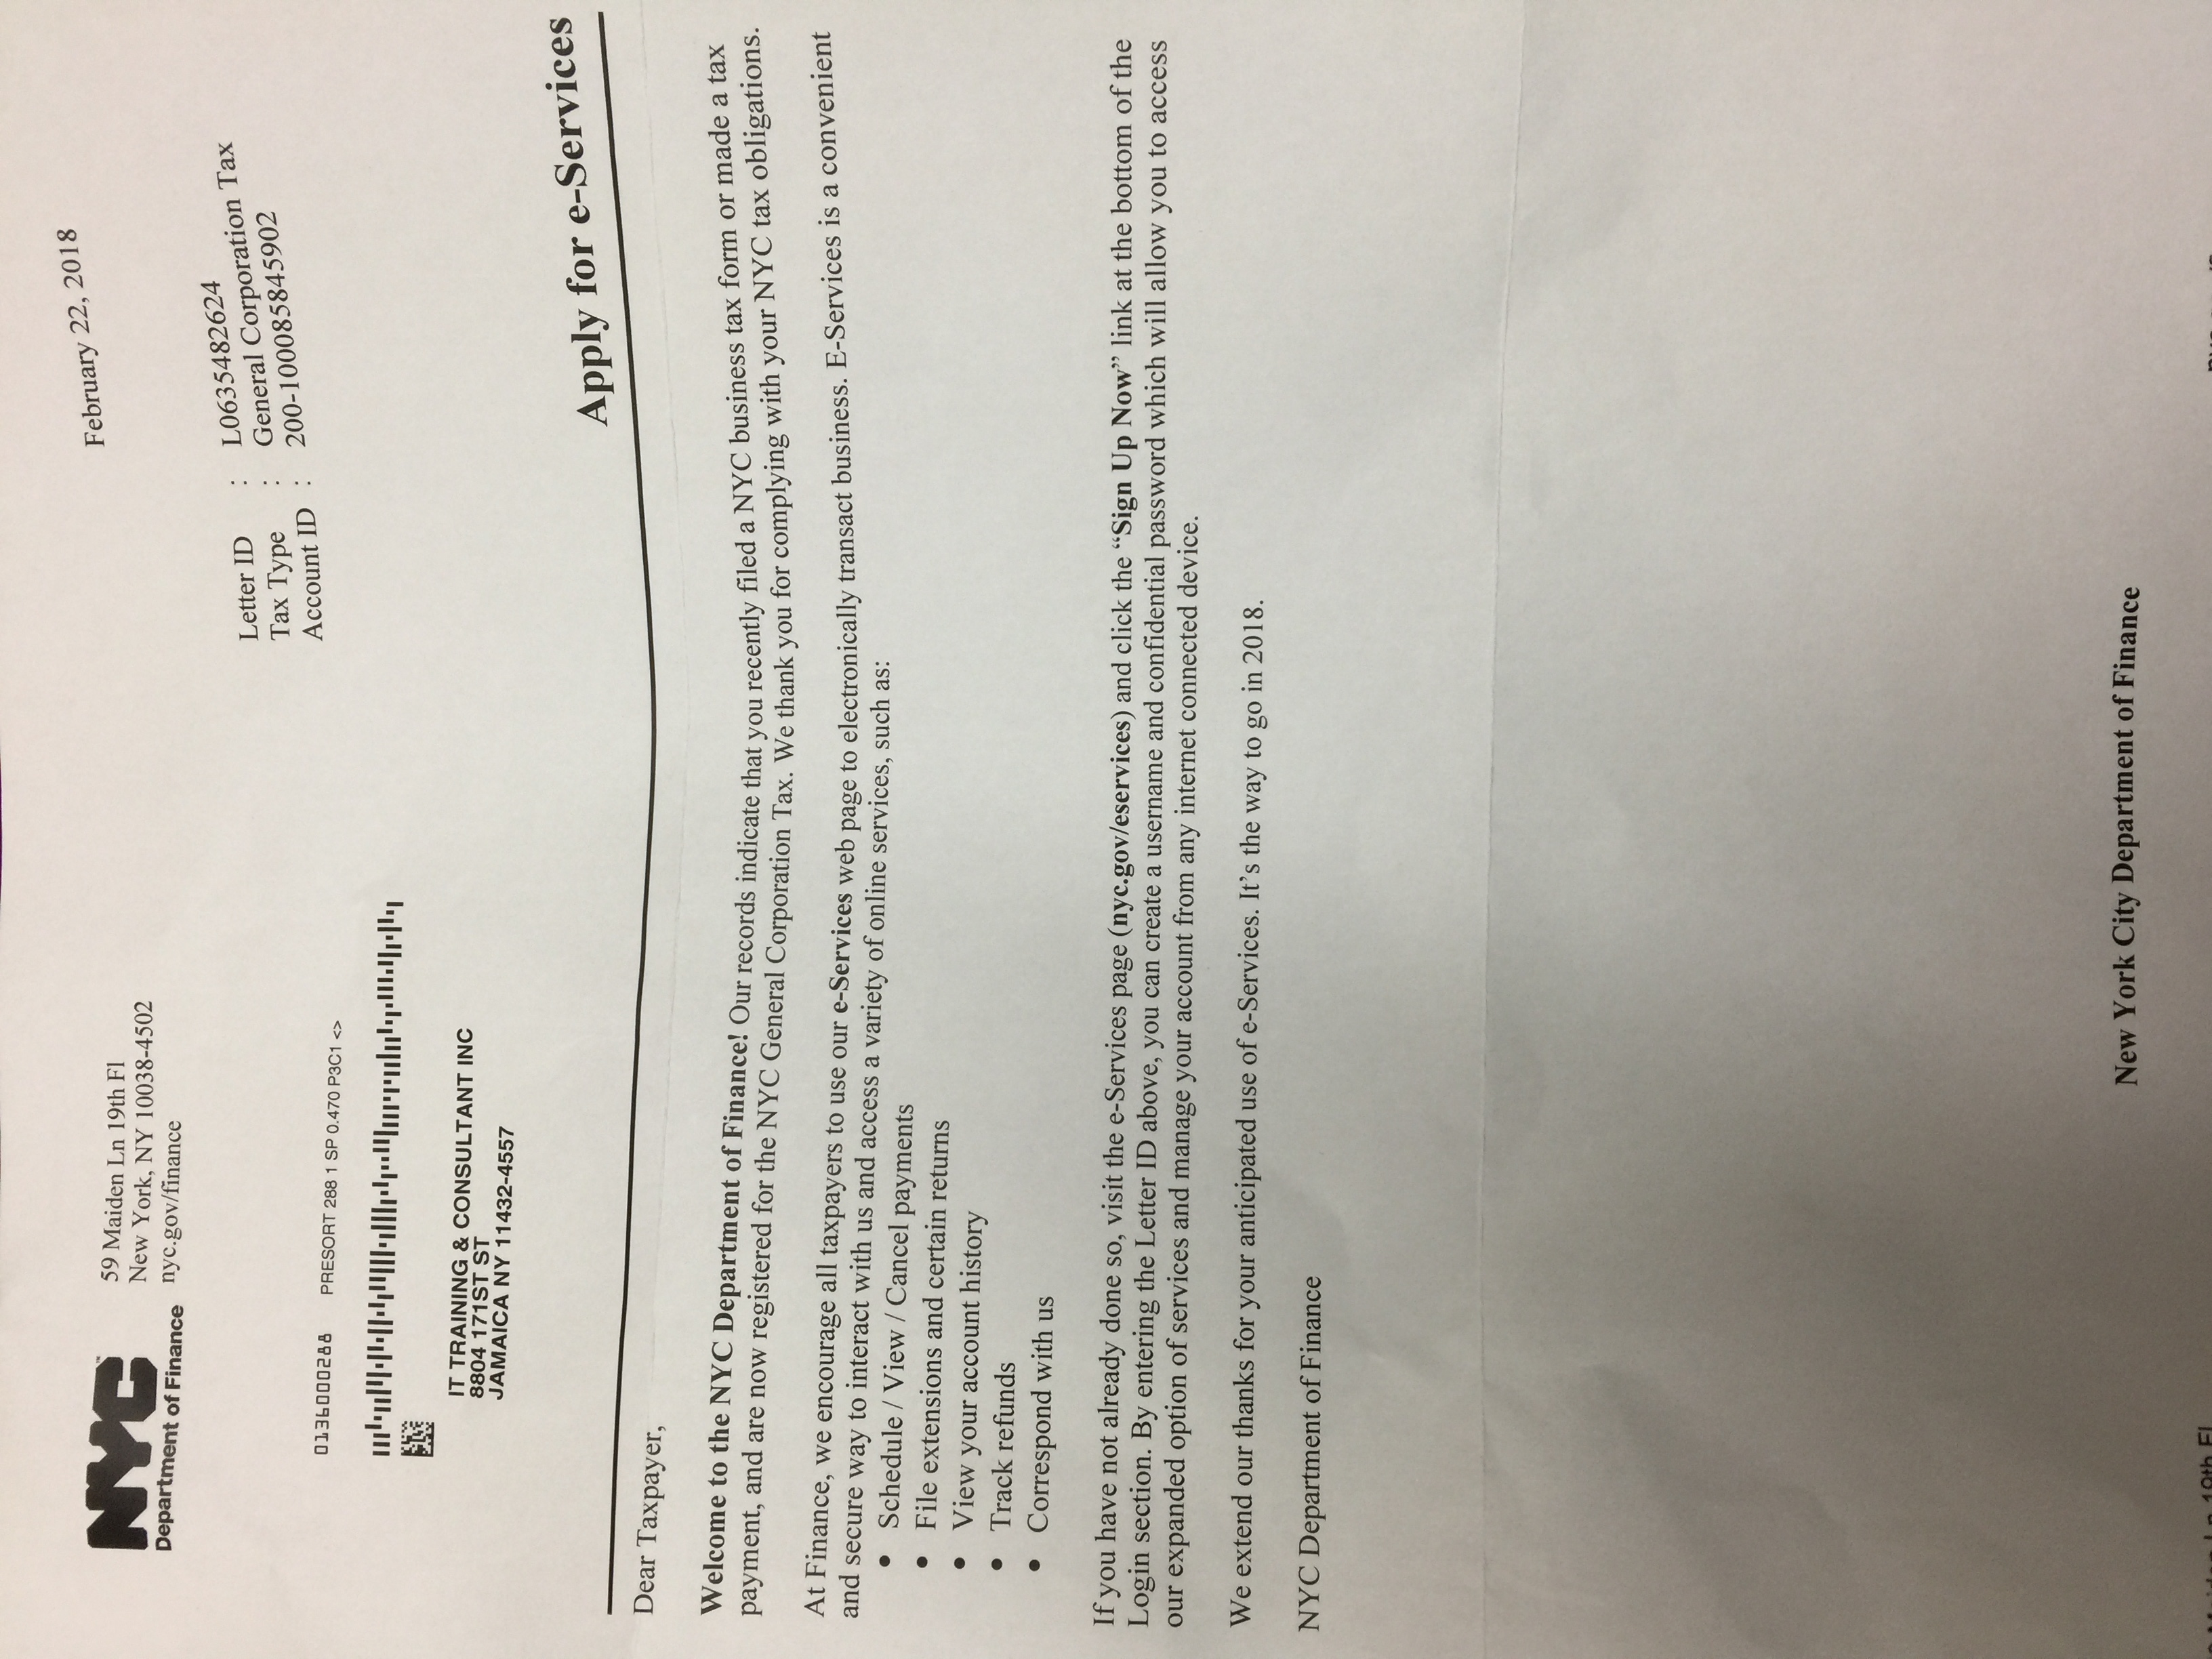 February 22, 2018
NYC
Department of Finance
59 Maiden Ln 19th Fl
New York, NY 10038-4502
nyc.gov/finance
Letter ID : L0635482624
Tax Type : General Corporation Tax
Account ID : 200-100085845902
0136000288 PRESORT 288 1 SP 0.470 P3C1 <>
IT TRAINING & CONSULTANT INC
8804 171ST ST
JAMAICA NY 11432-4557
Apply for e-Services
Dear Taxpayer,
Welcome to the NYC Department of Finance! Our records indicate that you recently filed a NYC business tax form or made a tax
payment, and are now registered for the NYC General Corporation Tax. We thank you for complying with your NYC tax obligations.
At Finance, we encourage all taxpayers to use our e-Services web page to electronically transact business. E-Services is a convenient
and secure way to interact with us and access a variety of online services, such as:
• Schedule / View / Cancel payments
• File extensions and certain returns
• View your account history
• Track refunds
• Correspond with us
If you have not already done so, visit the e-Services page (nyc.gov/eservices) and click the “Sign Up Now” link at the bottom of the
Login section. By entering the Letter ID above, you can create a username and confidential password which will allow you to access
our expanded option of services and manage your account from any internet connected device.
We extend our thanks for your anticipated use of e-Services. It’s the way to go in 2018.
NYC Department of Finance
New York City Department of Finance
Maiden Ln 19th Fl